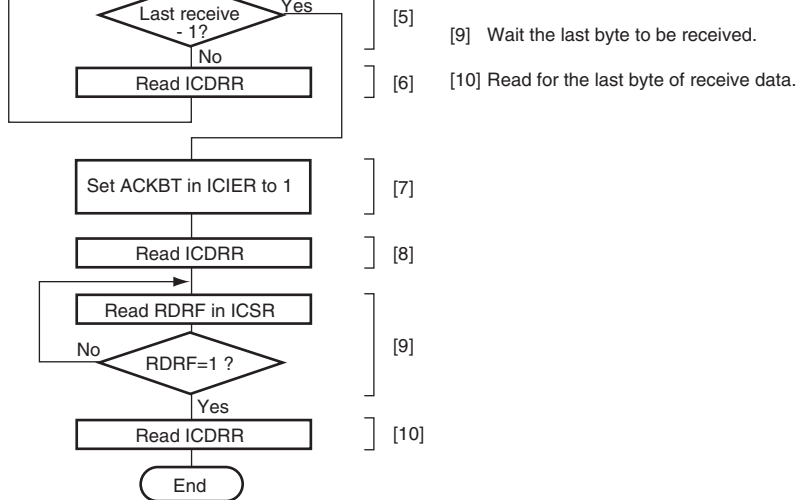 Last receive
- 1?
Yes
[5]
[9] Wait the last byte to be received.
No
Read ICDRR
[6]
[10] Read for the last byte of receive data.
Set ACKBT in ICIER to 1
[7]
Read ICDRR
[8]
Read RDRF in ICSR
[9]
No
RDRF=1 ?
Yes
Read ICDRR
[10]
End